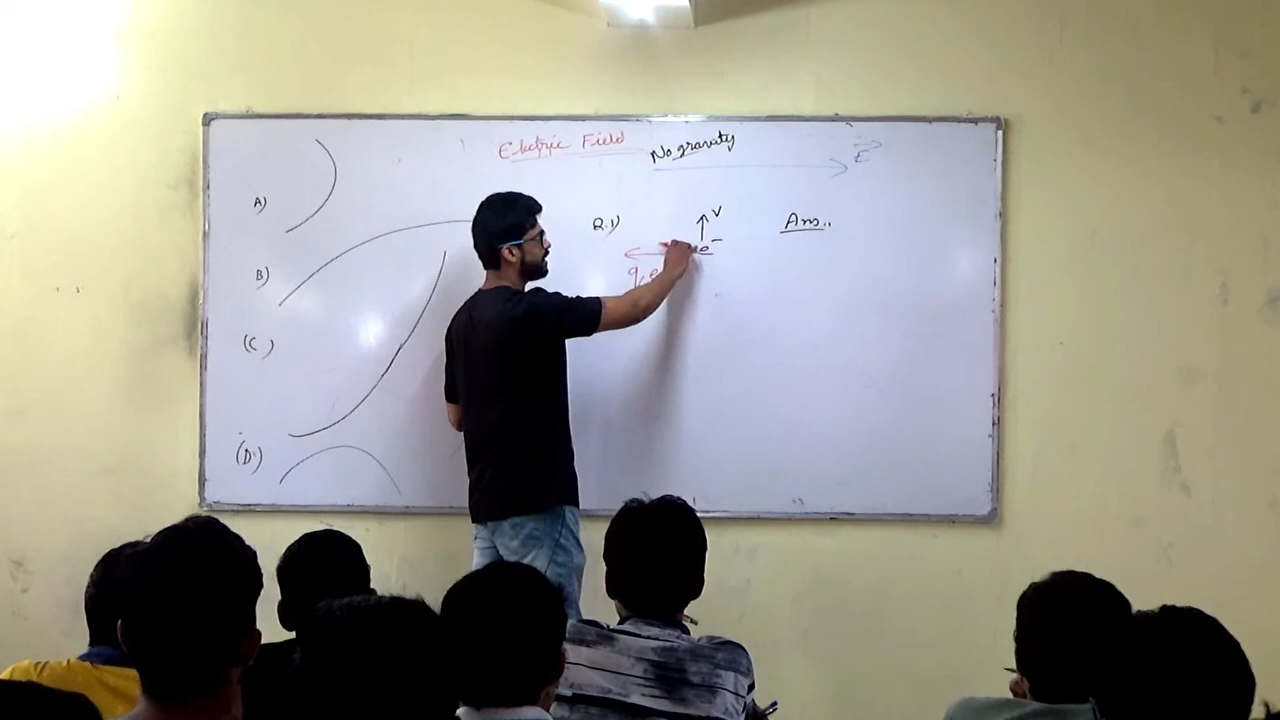 Electric Field
No gravity
E
A)
Q.1)
V
Ans..
e-
B)
q e
(C)
(D)